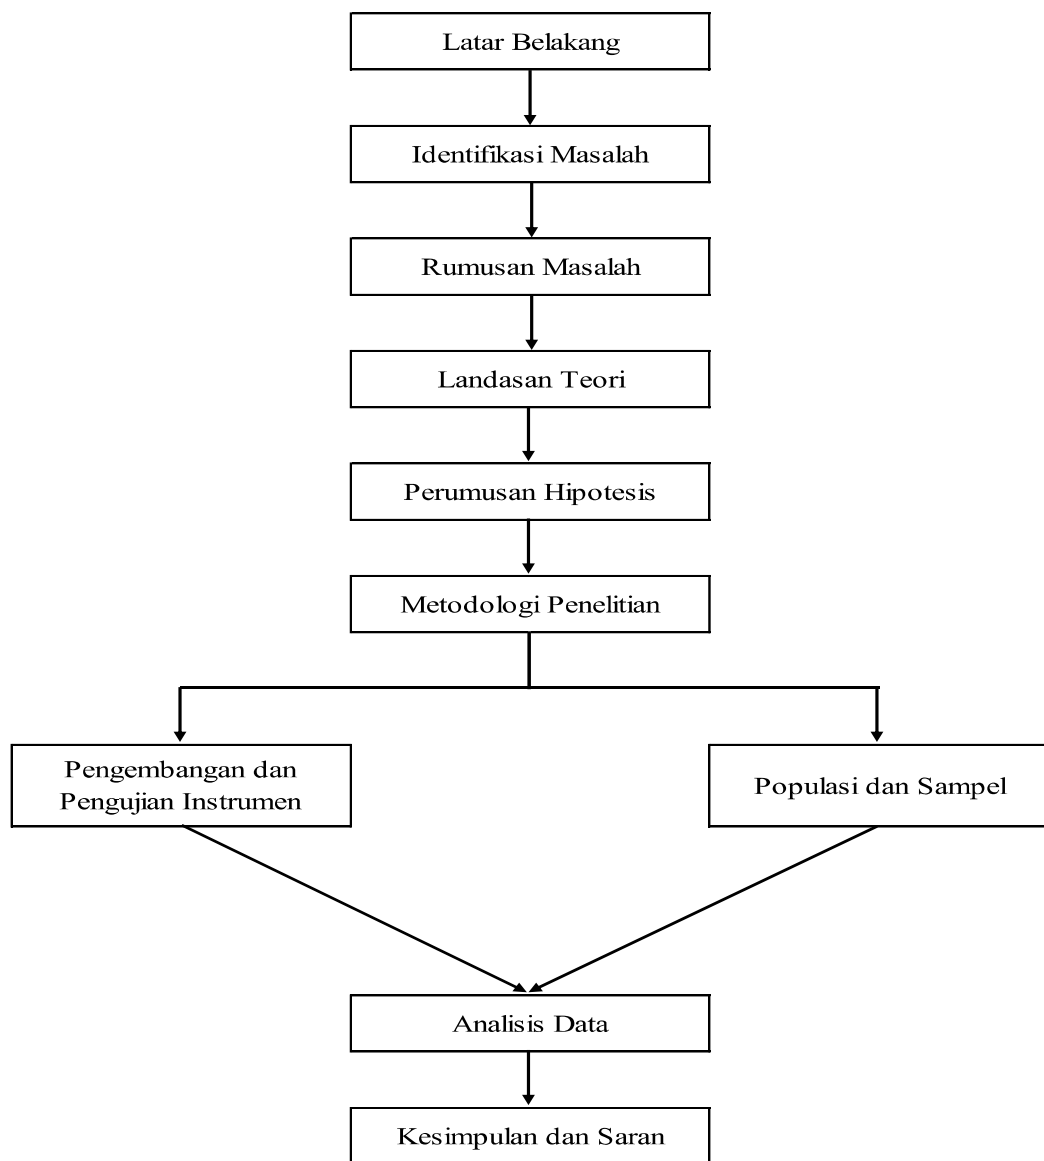 Latar Belakang
Identifikasi Masalah
Rumusan Masalah
Landasan Teori
Perumusan Hipotesis
Metodologi Penelitian
Pengembangan dan
Pengujian Instrumen
Populasi dan Sampel
Analisis Data
Kesimpulan dan Saran